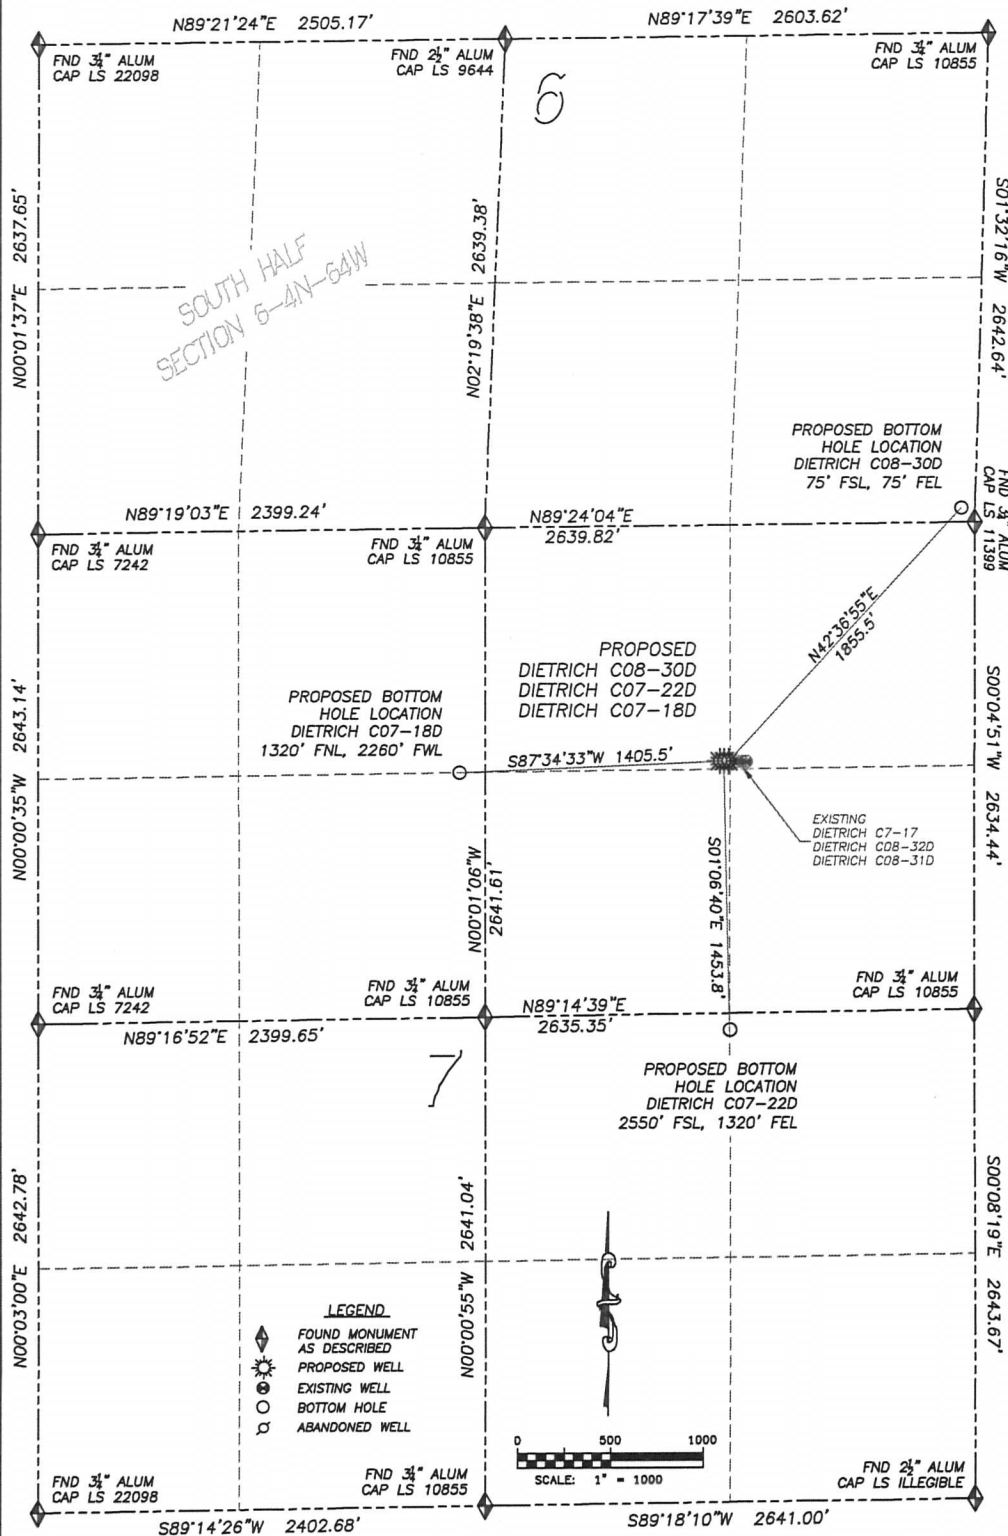 N89°21'24"E 2505.17'
N89°17'39"E 2603.62'
FND 3¼" ALUM
CAP LS 22098
FND 2½" ALUM
CAP LS 9644
FND 3¼" ALUM
CAP LS 10855
6
N00°01'37"E 2637.65'
SOUTH HALF
SECTION 6-4N-64W
N02°19'38"E 2639.38'
S01°32'16"W 2642.64'
PROPOSED BOTTOM
HOLE LOCATION
DIETRICH C08-30D
75' FSL, 75' FEL
FND 3¼" ALUM
CAP LS 11399
N89°19'03"E 2399.24'
N89°24'04"E
2639.82'
FND 3¼" ALUM
CAP LS 7242
FND 3¼" ALUM
CAP LS 10855
N42°36'55"E
1855.5'
PROPOSED
DIETRICH C08-30D
DIETRICH C07-22D
DIETRICH C07-18D
PROPOSED BOTTOM
HOLE LOCATION
DIETRICH C07-18D
1320' FNL, 2260' FWL
S87°34'33"W 1405.5'
N00°00'35"W 2643.14'
S00°04'51"W 2634.44'
EXISTING
DIETRICH C7-17
DIETRICH C08-32D
DIETRICH C08-31D
N00°01'06"W
2641.61'
S01°06'40"E 1453.8'
FND 3¼" ALUM
CAP LS 7242
FND 3¼" ALUM
CAP LS 10855
FND 3¼" ALUM
CAP LS 10855
N89°16'52"E 2399.65'
N89°14'39"E
2635.35'
7
PROPOSED BOTTOM
HOLE LOCATION
DIETRICH C07-22D
2550' FSL, 1320' FEL
N00°03'00"E 2642.78'
N00°00'55"W 2641.04'
S00°08'19"E 2643.67'
LEGEND
FOUND MONUMENT
AS DESCRIBED
PROPOSED WELL
EXISTING WELL
BOTTOM HOLE
ABANDONED WELL
0 500 1000
SCALE: 1" = 1000
FND 3¼" ALUM
CAP LS 22098
FND 3¼" ALUM
CAP LS 10855
FND 2½" ALUM
CAP LS ILLEGIBLE
S89°14'26"W 2402.68'
S89°18'10"W 2641.00'